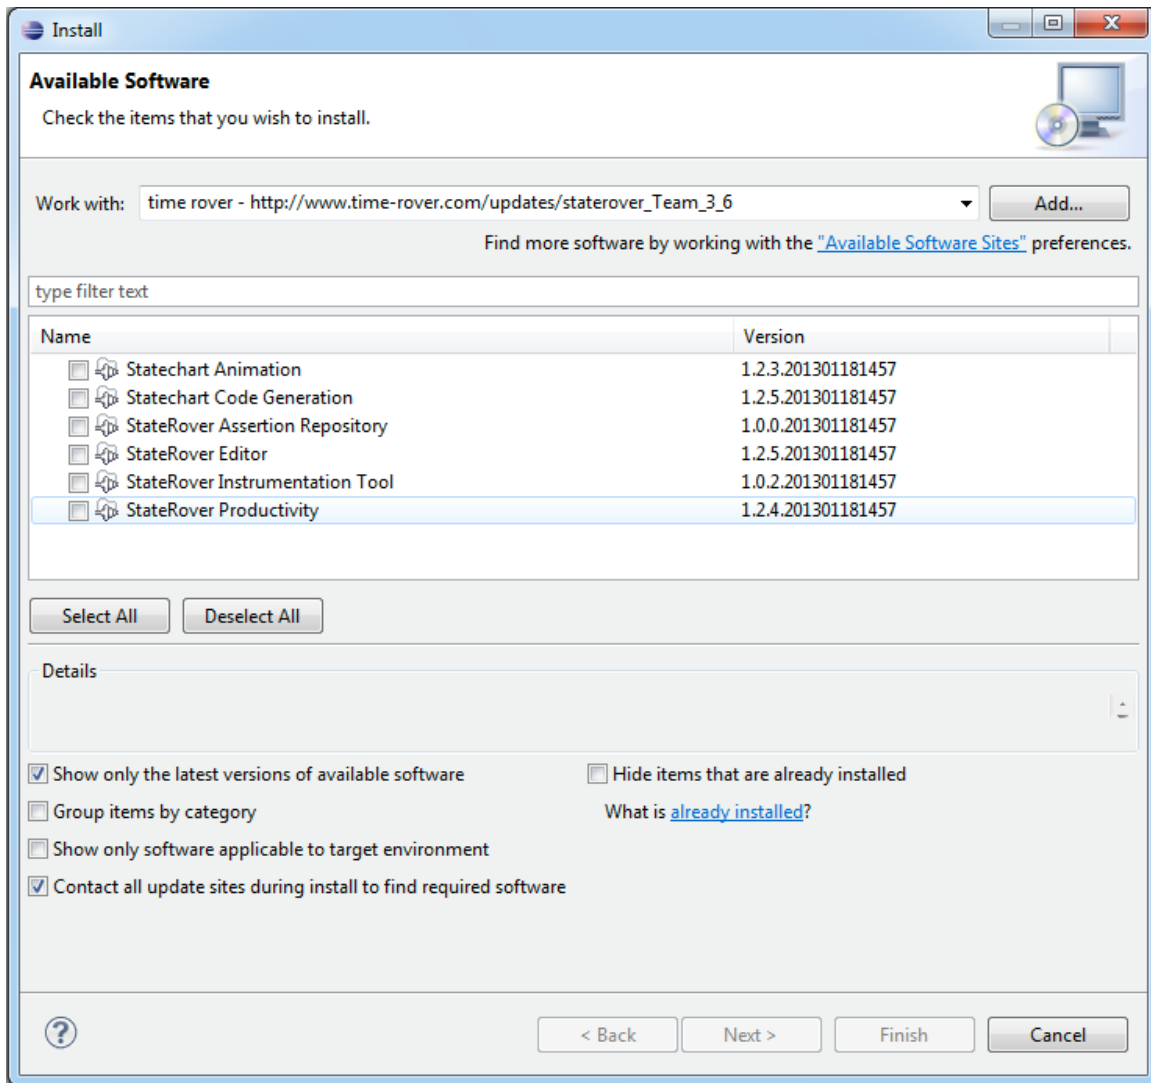 Install
Available Software
Check the items that you wish to install.
Work with: time rover - http://www.time-rover.com/updates/staterover_Team_3_6 Add...
Find more software by working with the "Available Software Sites" preferences.
type filter text
Name Version
Statechart Animation 1.2.3.201301181457
Statechart Code Generation 1.2.5.201301181457
StateRover Assertion Repository 1.0.0.201301181457
StateRover Editor 1.2.5.201301181457
StateRover Instrumentation Tool 1.0.2.201301181457
StateRover Productivity 1.2.4.201301181457
Select All Deselect All
Details
Show only the latest versions of available software Hide items that are already installed
Group items by category What is already installed?
Show only software applicable to target environment
Contact all update sites during install to find required software
? < Back Next > Finish Cancel